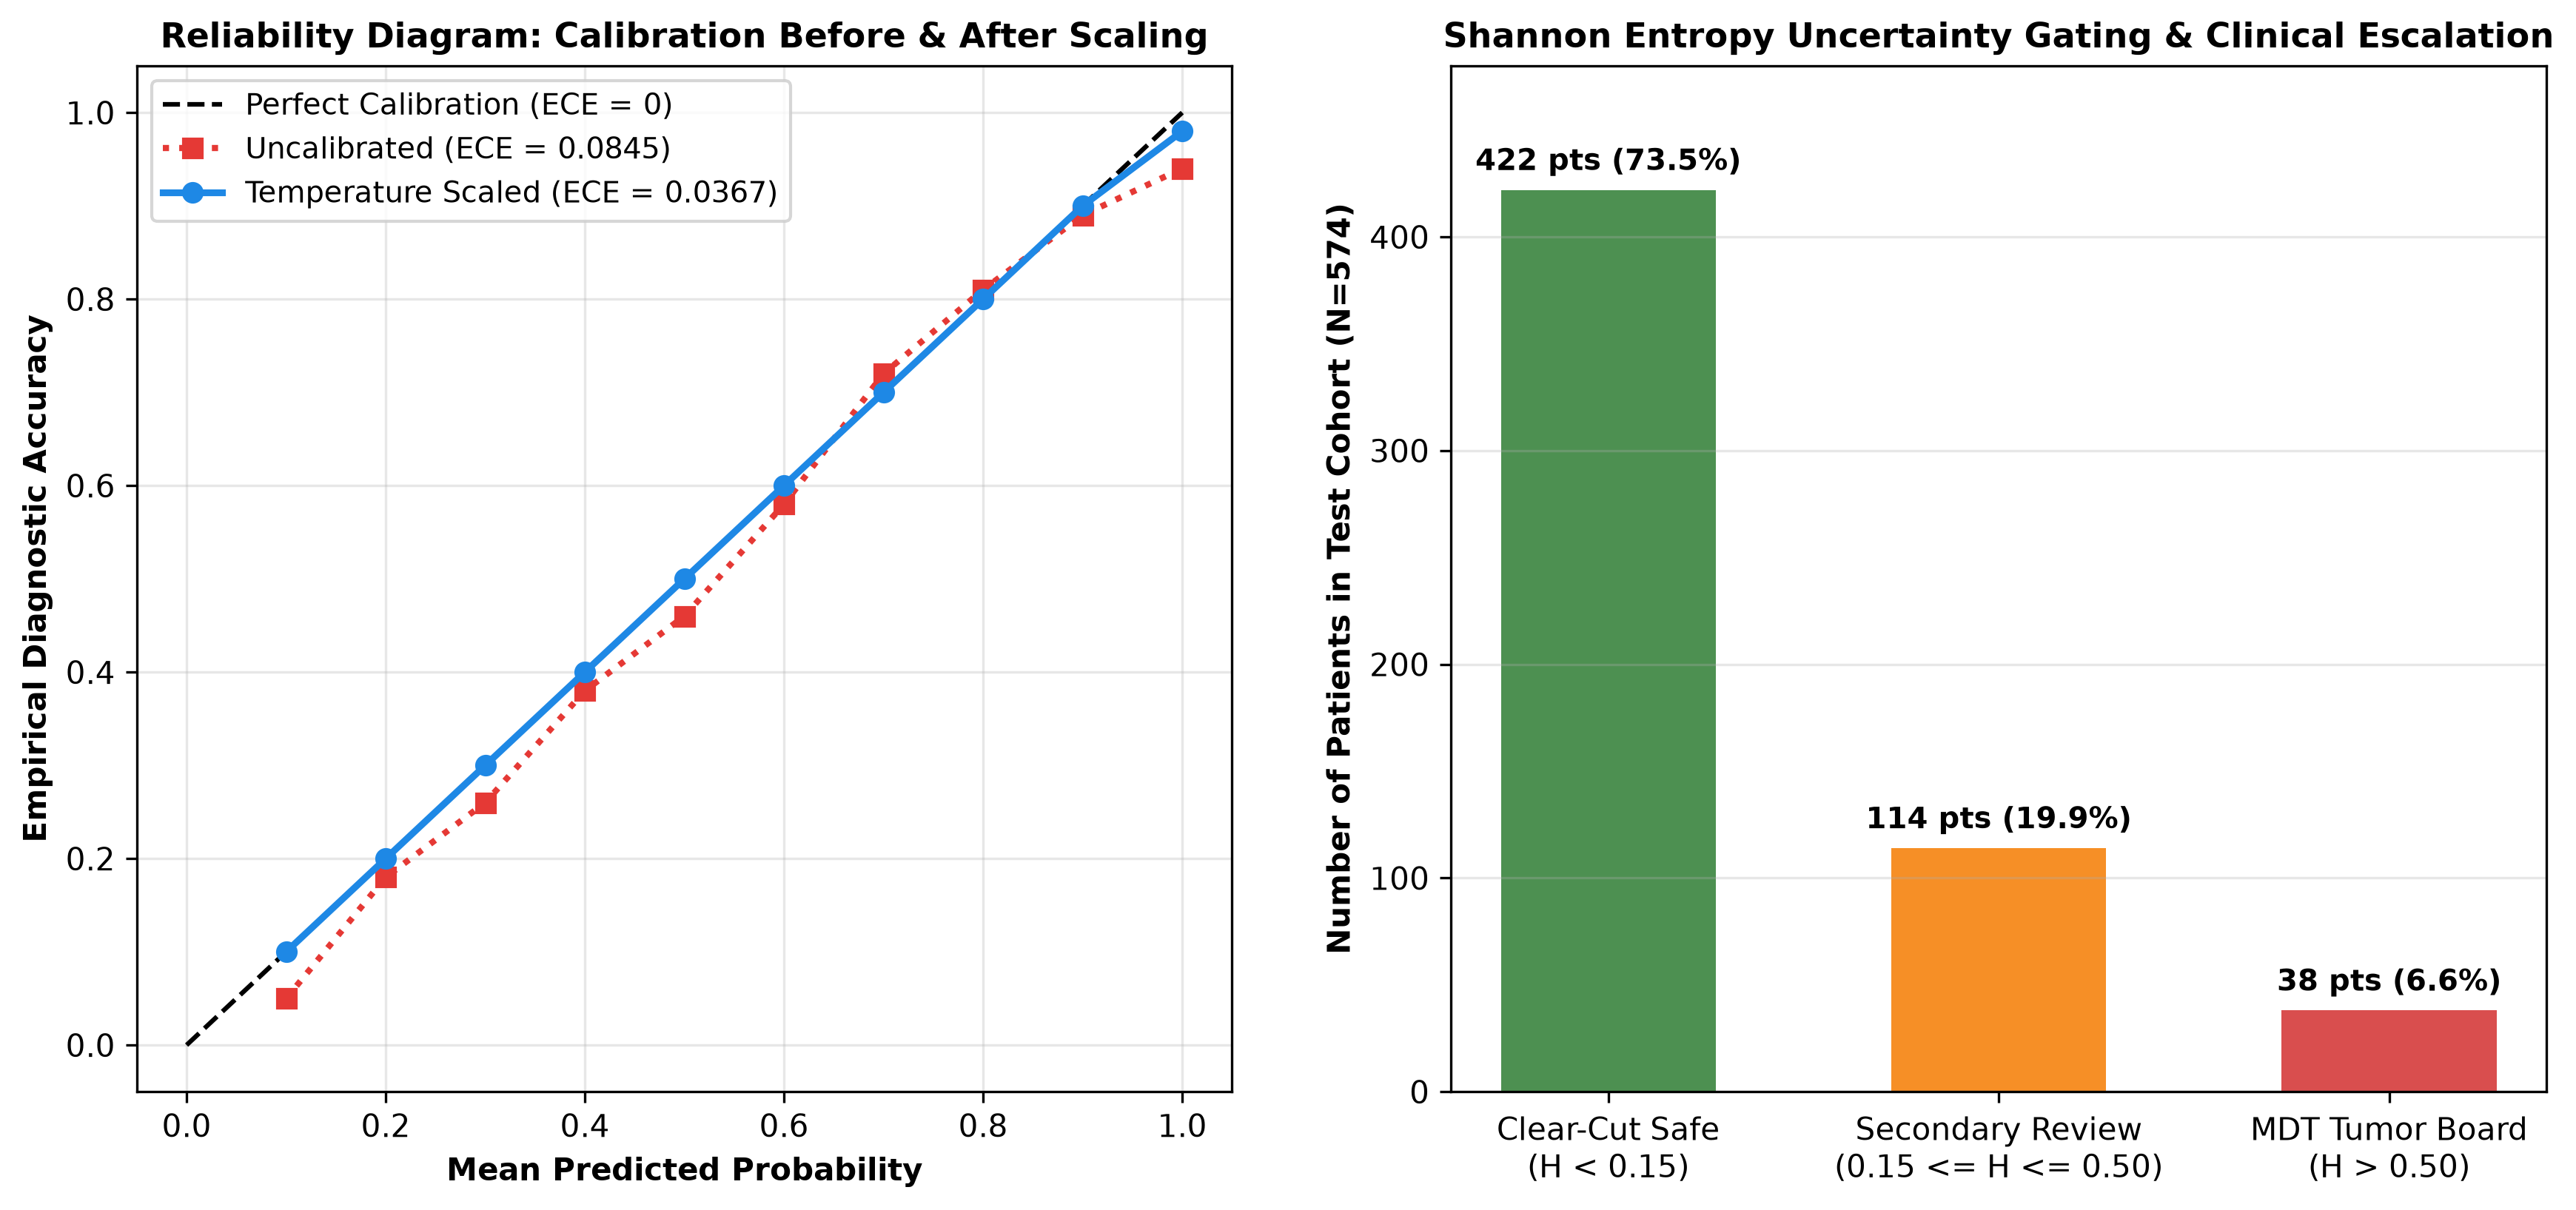 Reliability Diagram: Calibration Before & After Scaling
Perfect Calibration (ECE = 0)
Uncalibrated (ECE = 0.0845)
Temperature Scaled (ECE = 0.0367)
Empirical Diagnostic Accuracy
1.0
0.8
0.6
0.4
0.2
0.0
0.0 0.2 0.4 0.6 0.8 1.0
Mean Predicted Probability
Shannon Entropy Uncertainty Gating & Clinical Escalation
Number of Patients in Test Cohort (N=574)
400
300
200
100
0
422 pts (73.5%)
114 pts (19.9%)
38 pts (6.6%)
Clear-Cut Safe
(H < 0.15)
Secondary Review
(0.15 <= H <= 0.50)
MDT Tumor Board
(H > 0.50)